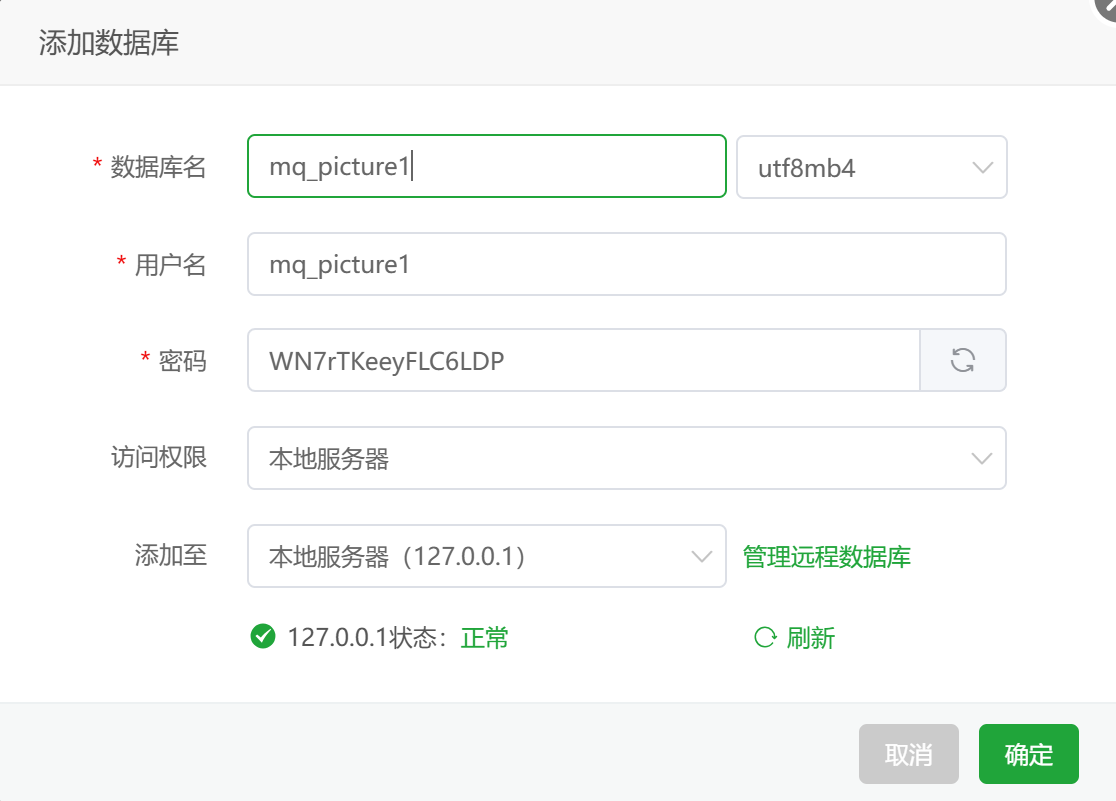 添加数据库
* 数据库名 mq_picture1 utf8mb4
* 用户名 mq_picture1
* 密码 WN7rTKeeyFLC6LDP
访问权限 本地服务器
添加至 本地服务器（127.0.0.1） 管理远程数据库
127.0.0.1状态： 正常 刷新
取消 确定